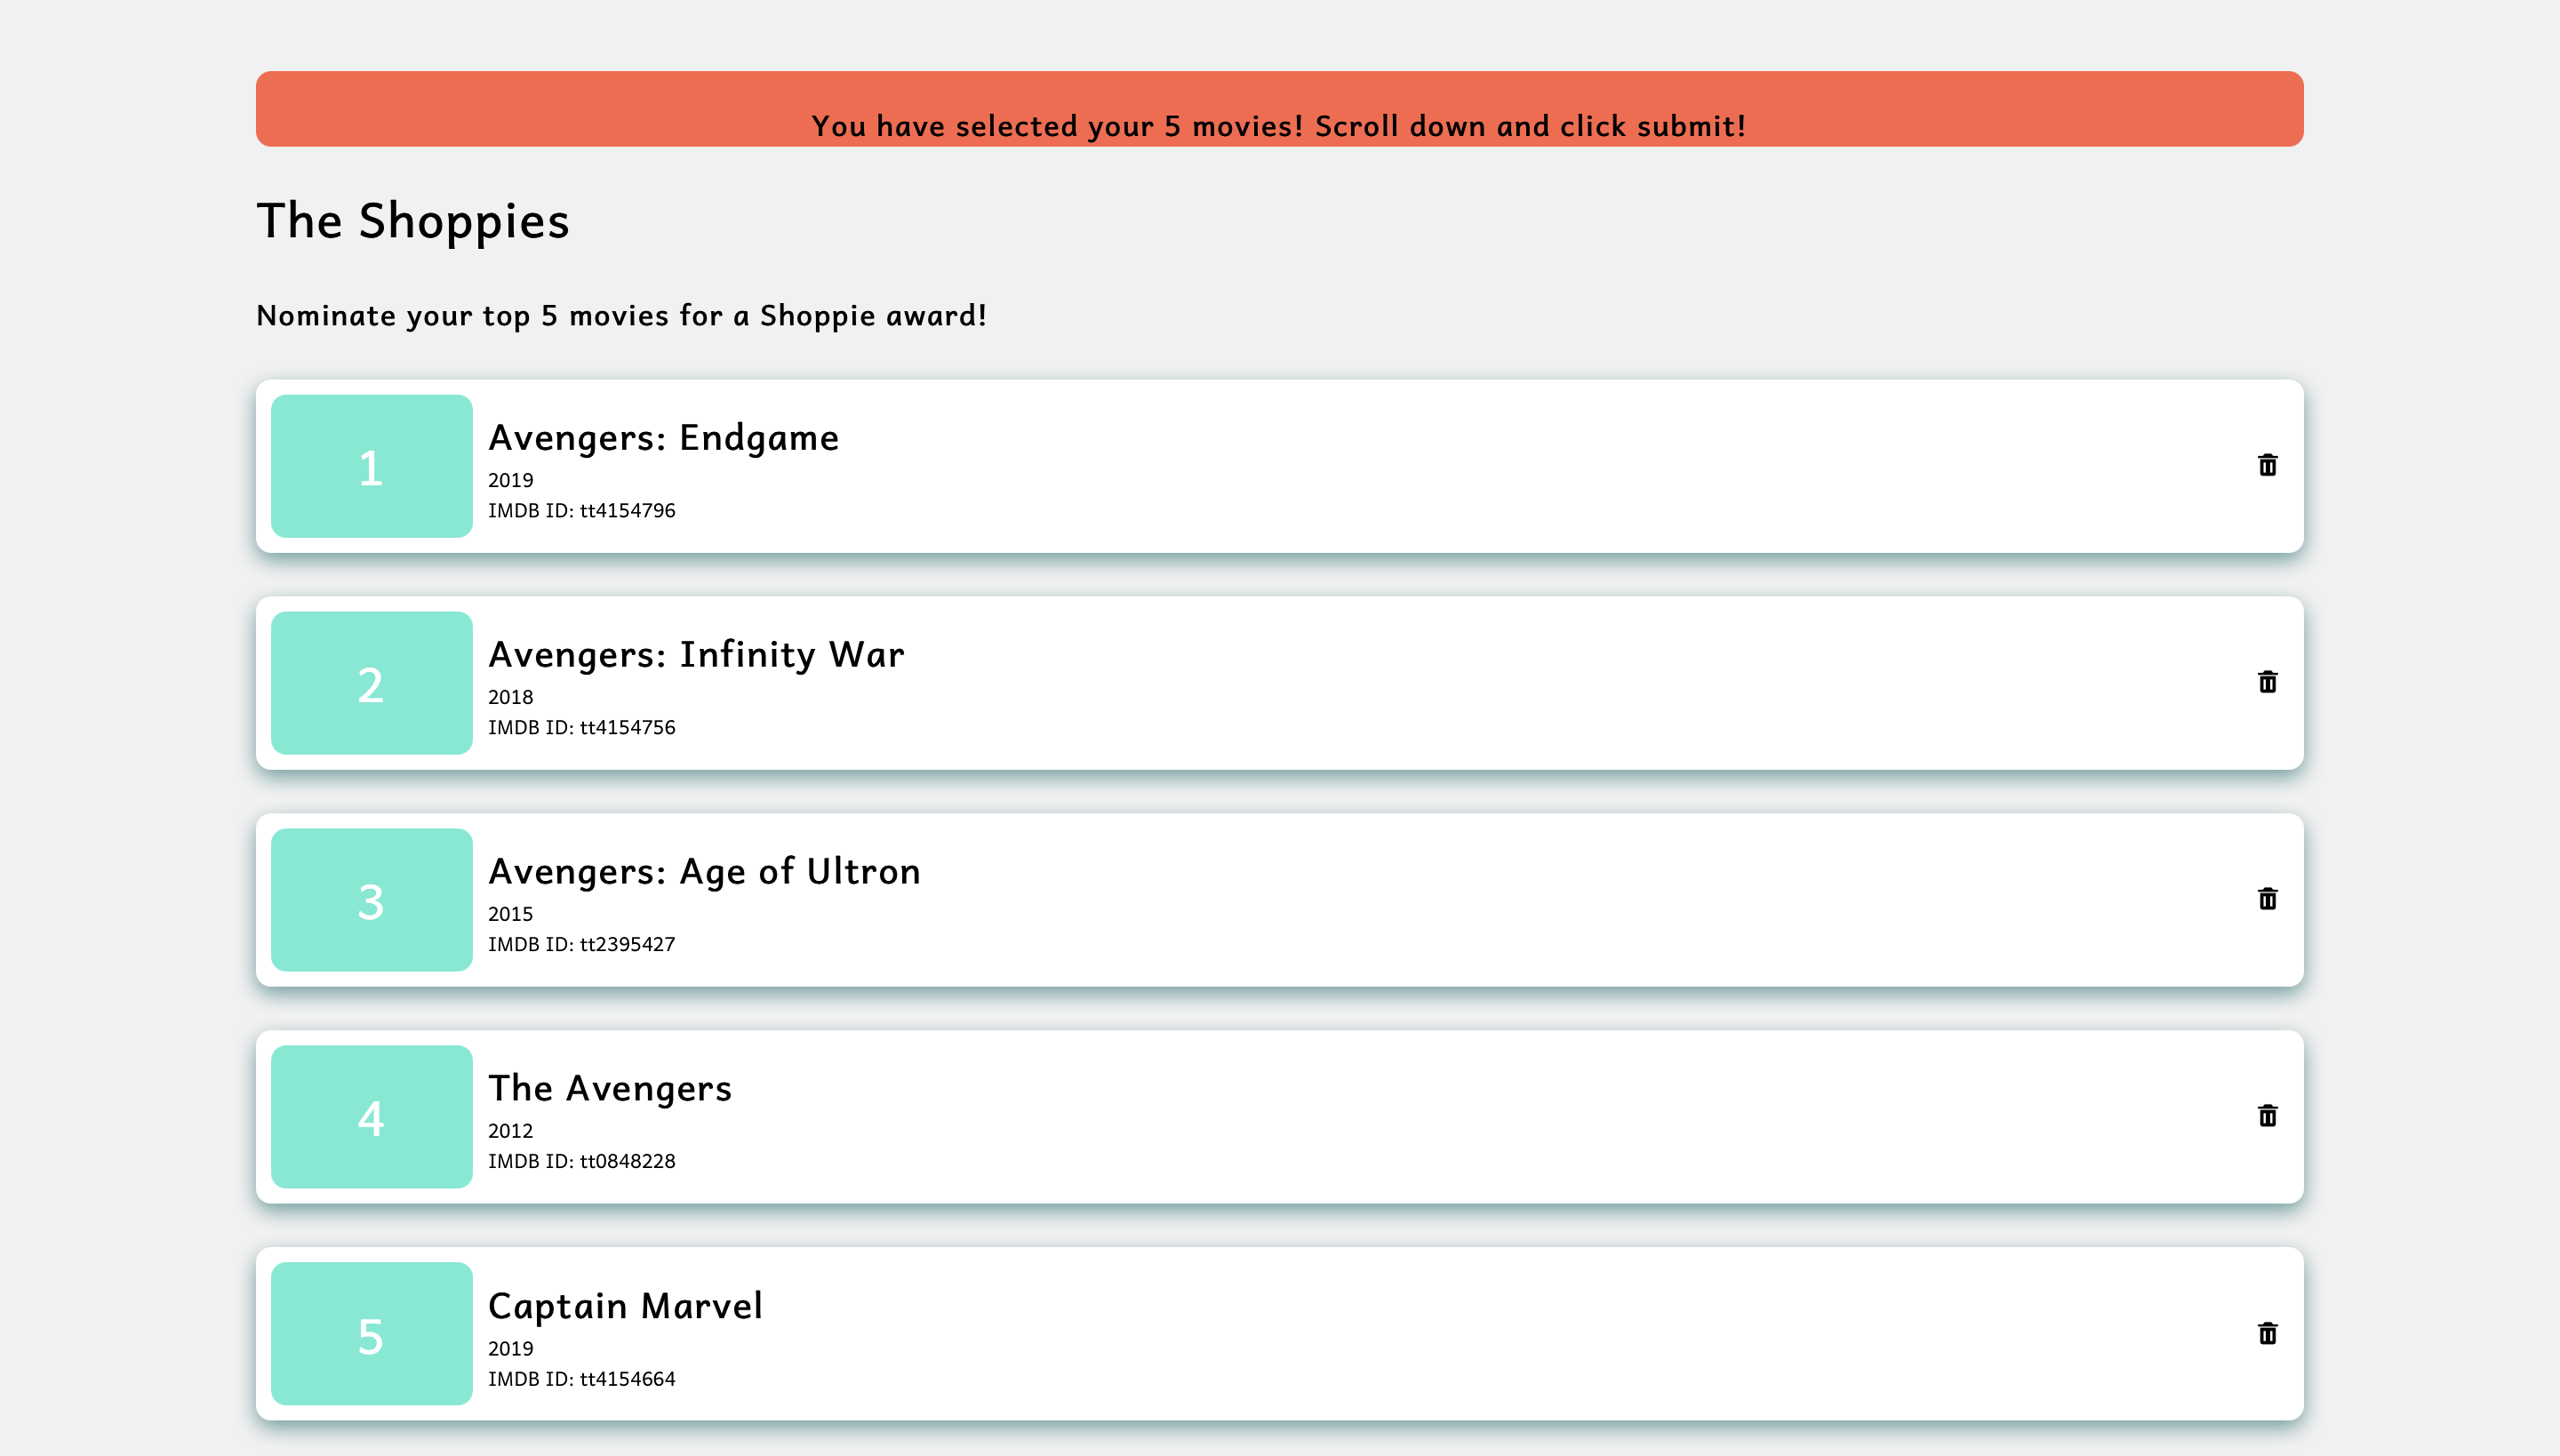 You have selected your 5 movies! Scroll down and click submit!
The Shoppies
Nominate your top 5 movies for a Shoppie award!
1
Avengers: Endgame
2019
IMDB ID: tt4154796
2
Avengers: Infinity War
2018
IMDB ID: tt4154756
3
Avengers: Age of Ultron
2015
IMDB ID: tt2395427
4
The Avengers
2012
IMDB ID: tt0848228
5
Captain Marvel
2019
IMDB ID: tt4154664